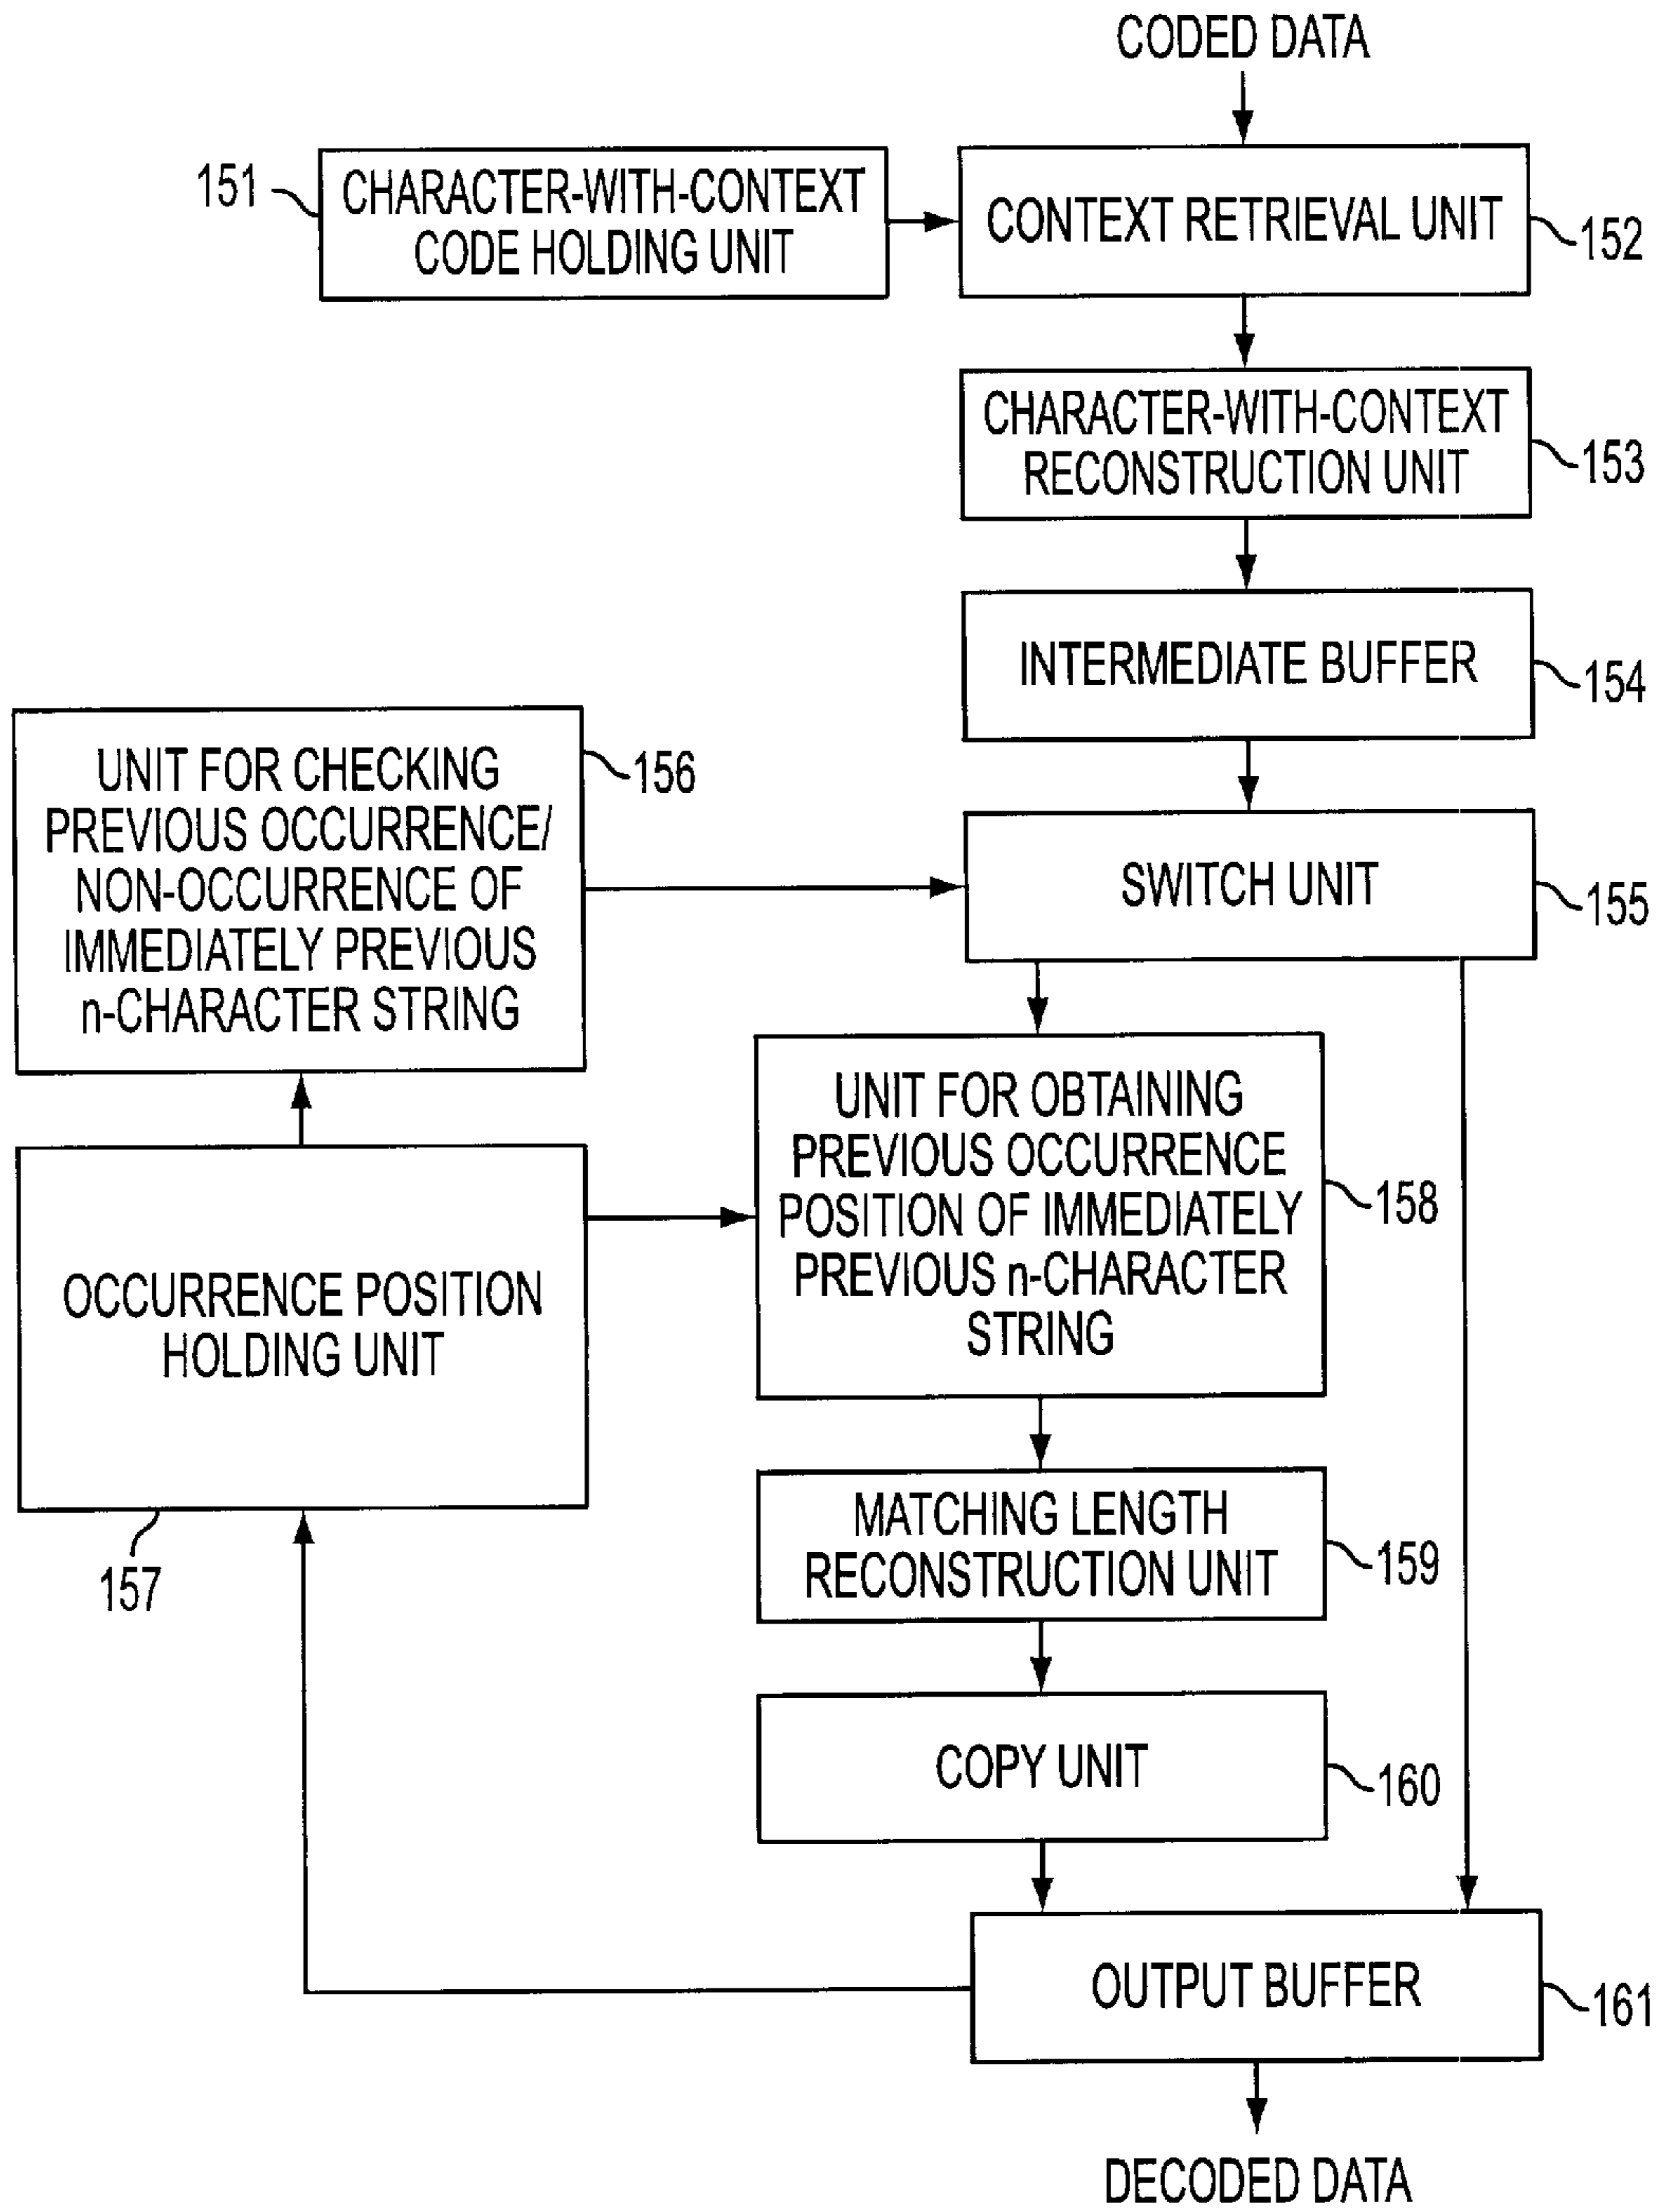 CODED DATA
151
CHARACTER-WITH-CONTEXT
CODE HOLDING UNIT
CONTEXT RETRIEVAL UNIT
152
CHARACTER-WITH-CONTEXT
RECONSTRUCTION UNIT
153
INTERMEDIATE BUFFER
154
UNIT FOR CHECKING
PREVIOUS OCCURRENCE/
NON-OCCURRENCE OF
IMMEDIATELY PREVIOUS
n-CHARACTER STRING
156
SWITCH UNIT
155
UNIT FOR OBTAINING
PREVIOUS OCCURRENCE
POSITION OF IMMEDIATELY
PREVIOUS n-CHARACTER
STRING
158
OCCURRENCE POSITION
HOLDING UNIT
157
MATCHING LENGTH
RECONSTRUCTION UNIT
159
COPY UNIT
160
OUTPUT BUFFER
161
DECODED DATA